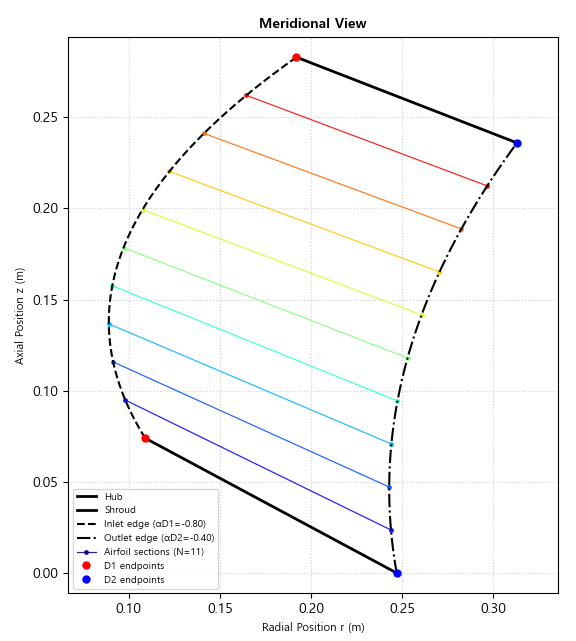 Meridional View
0.25
0.20
0.15
0.10
0.05
0.00
Axial Position z (m)
Hub
Shroud
Inlet edge (αD1=-0.80)
Outlet edge (αD2=-0.40)
Airfoil sections (N=11)
D1 endpoints
D2 endpoints
0.10
0.15
0.20
0.25
0.30
Radial Position r (m)